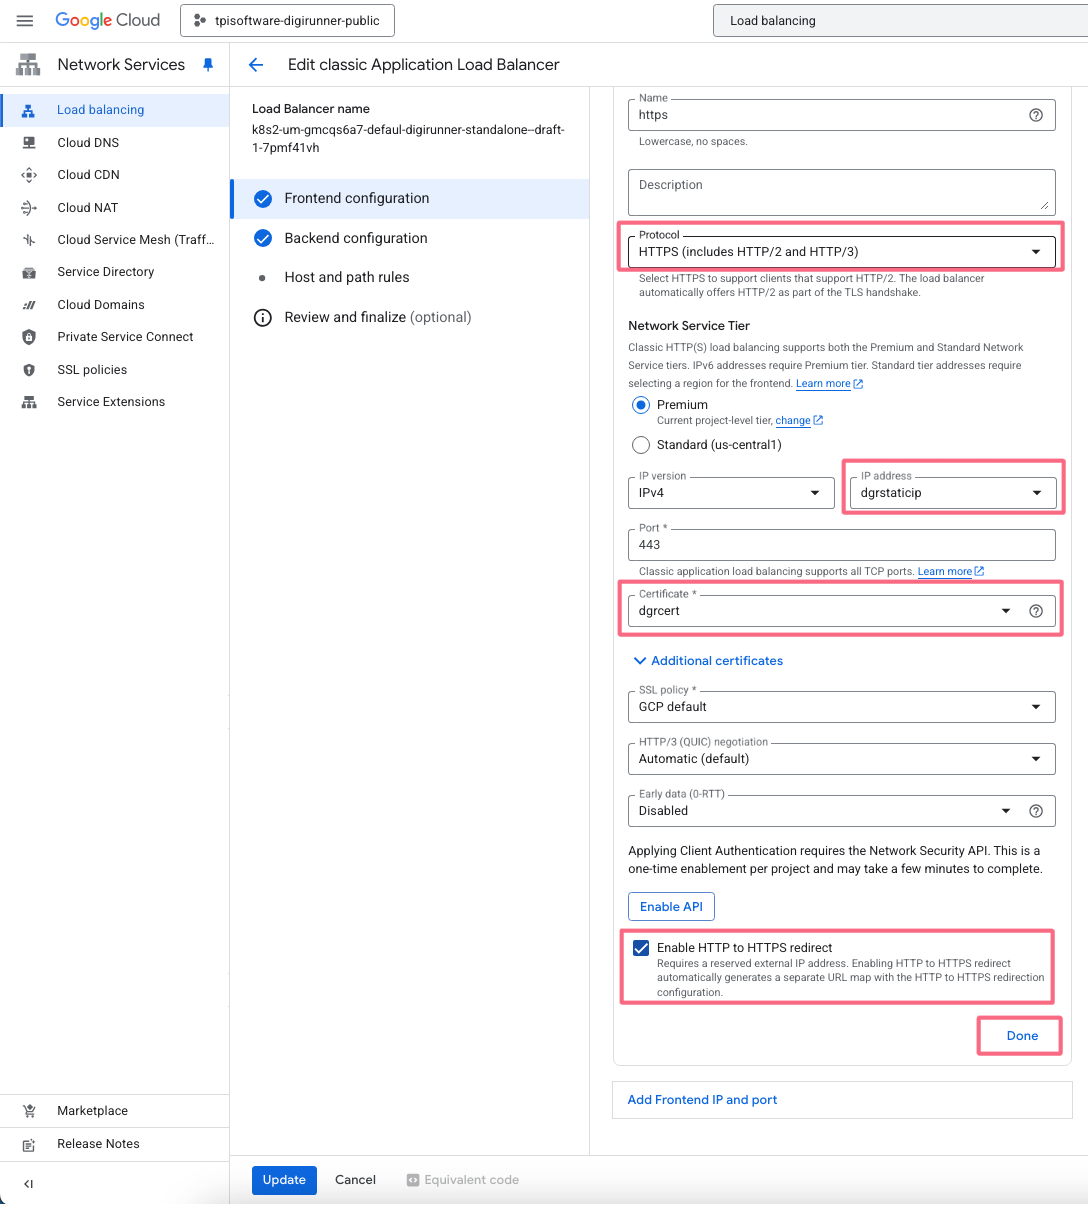 Google Cloud
tpisoftware-digirunner-public
Load balancing
Network Services
Edit classic Application Load Balancer
Load balancing
Cloud DNS
Cloud CDN
Cloud NAT
Cloud Service Mesh (Traff...
Service Directory
Cloud Domains
Private Service Connect
SSL policies
Service Extensions
Marketplace
Release Notes
Load Balancer name
k8s2-um-gmcqs6a7-defaul-digirunner-standalone--draft-
1-7pmf41vh
Frontend configuration
Backend configuration
Host and path rules
Review and finalize (optional)
Name
https
Lowercase, no spaces.
Description
Protocol
HTTPS (includes HTTP/2 and HTTP/3)
Select HTTPS to support clients that support HTTP/2. The load balancer
automatically offers HTTP/2 as part of the TLS handshake.
Network Service Tier
Classic HTTP(S) load balancing supports both the Premium and Standard Network
Service tiers. IPv6 addresses require Premium tier. Standard tier addresses require
selecting a region for the frontend. Learn more
Premium
Current project-level tier, change
Standard (us-central1)
IP version
IPv4
IP address
dgrstaticip
Port *
443
Classic application load balancing supports all TCP ports. Learn more
Certificate *
dgrcert
Additional certificates
SSL policy *
GCP default
HTTP/3 (QUIC) negotiation
Automatic (default)
Early data (0-RTT)
Disabled
Applying Client Authentication requires the Network Security API. This is a
one-time enablement per project and may take a few minutes to complete.
Enable API
Enable HTTP to HTTPS redirect
Requires a reserved external IP address. Enabling HTTP to HTTPS redirect
automatically generates a separate URL map with the HTTP to HTTPS redirection
configuration.
Done
Add Frontend IP and port
Update
Cancel
Equivalent code